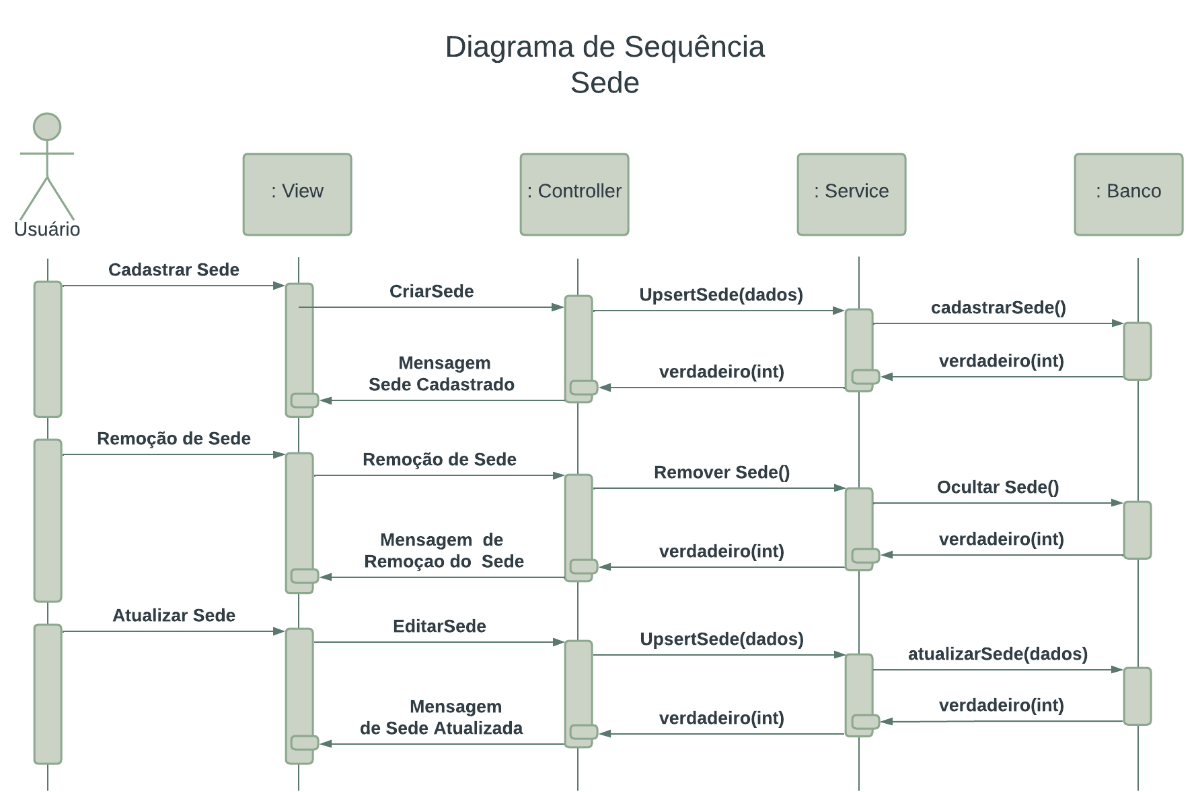 Diagrama de Sequência
Sede
Usuário
: View
: Controller
: Service
: Banco
Cadastrar Sede
CriarSede
UpsertSede(dados)
cadastrarSede()
verdadeiro(int)
verdadeiro(int)
Mensagem
Sede Cadastrado
Remoção de Sede
Remoção de Sede
Remover Sede()
Ocultar Sede()
verdadeiro(int)
verdadeiro(int)
Mensagem de
Remoçao do Sede
Atualizar Sede
EditarSede
UpsertSede(dados)
atualizarSede(dados)
verdadeiro(int)
verdadeiro(int)
Mensagem
de Sede Atualizada